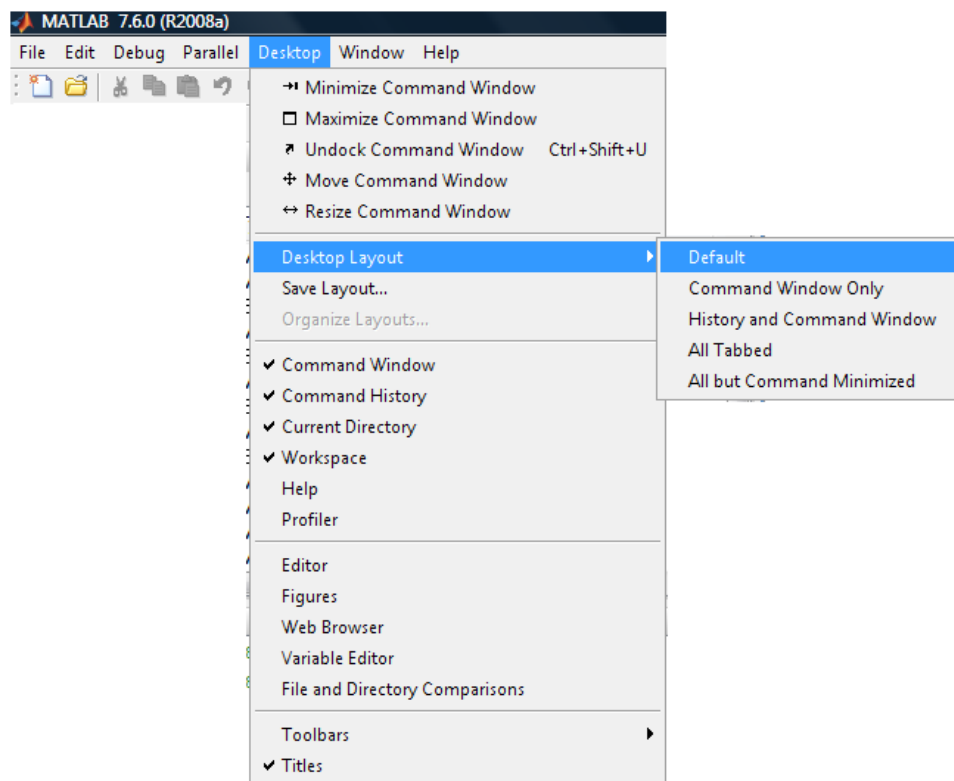 MATLAB 7.6.0 (R2008a)
File Edit Debug Parallel Desktop Window Help
Minimize Command Window
Maximize Command Window
Undock Command Window Ctrl+Shift+U
Move Command Window
Resize Command Window
Desktop Layout
Default
Save Layout...
Command Window Only
Organize Layouts...
History and Command Window
All Tabbed
All but Command Minimized
Command Window
Command History
Current Directory
Workspace
Help
Profiler
Editor
Figures
Web Browser
Variable Editor
File and Directory Comparisons
Toolbars
Titles